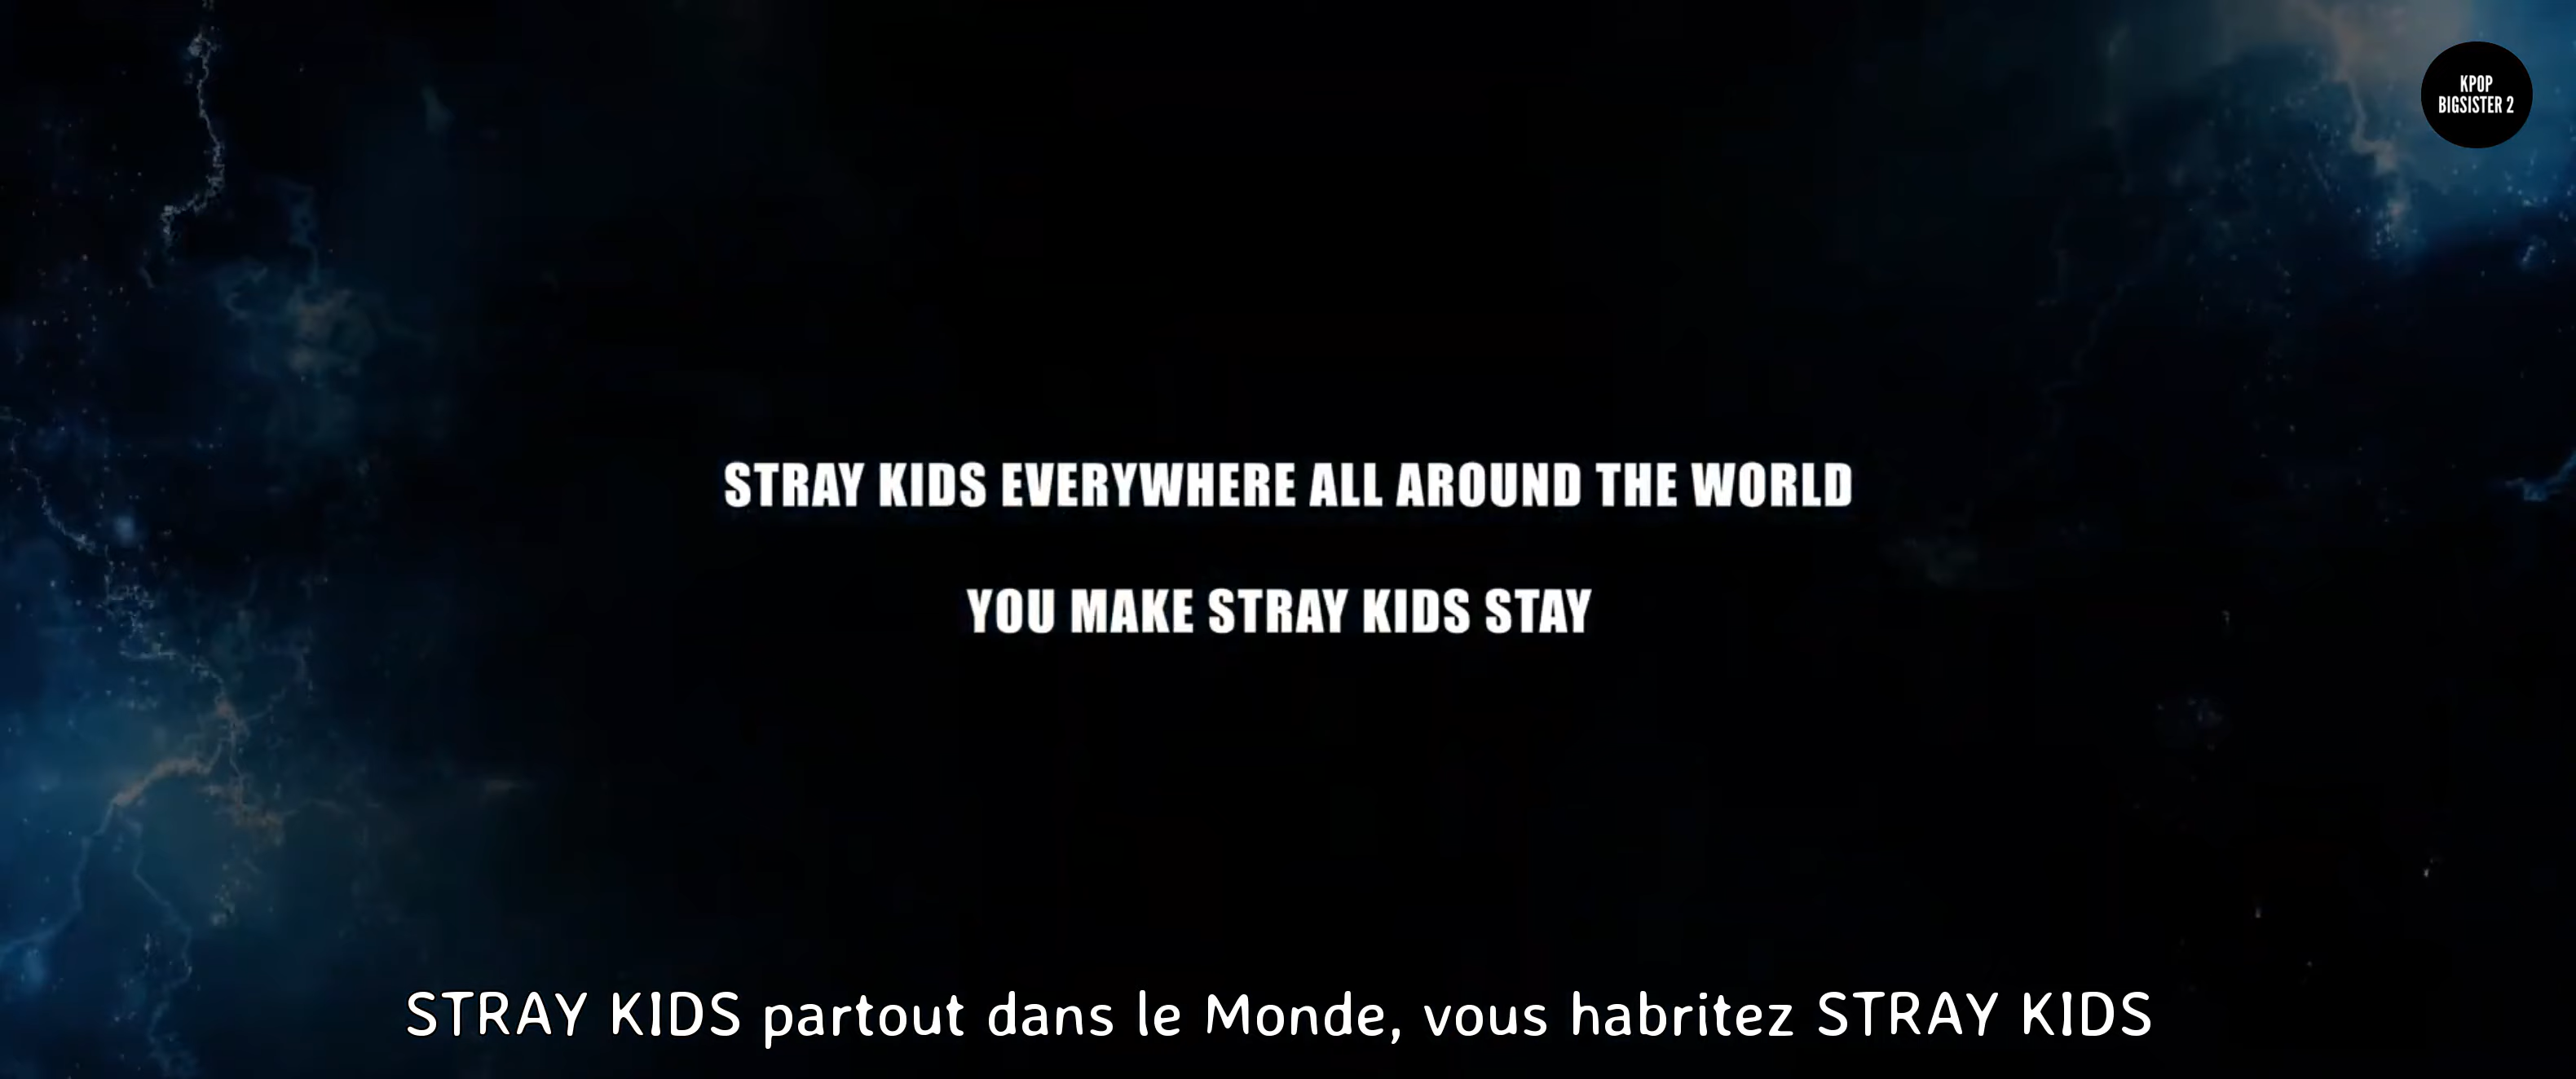 KPOP
BIGSISTER 2
STRAY KIDS EVERYWHERE ALL AROUND THE WORLD
YOU MAKE STRAY KIDS STAY
STRAY KIDS partout dans le Monde, vous habritez STRAY KIDS